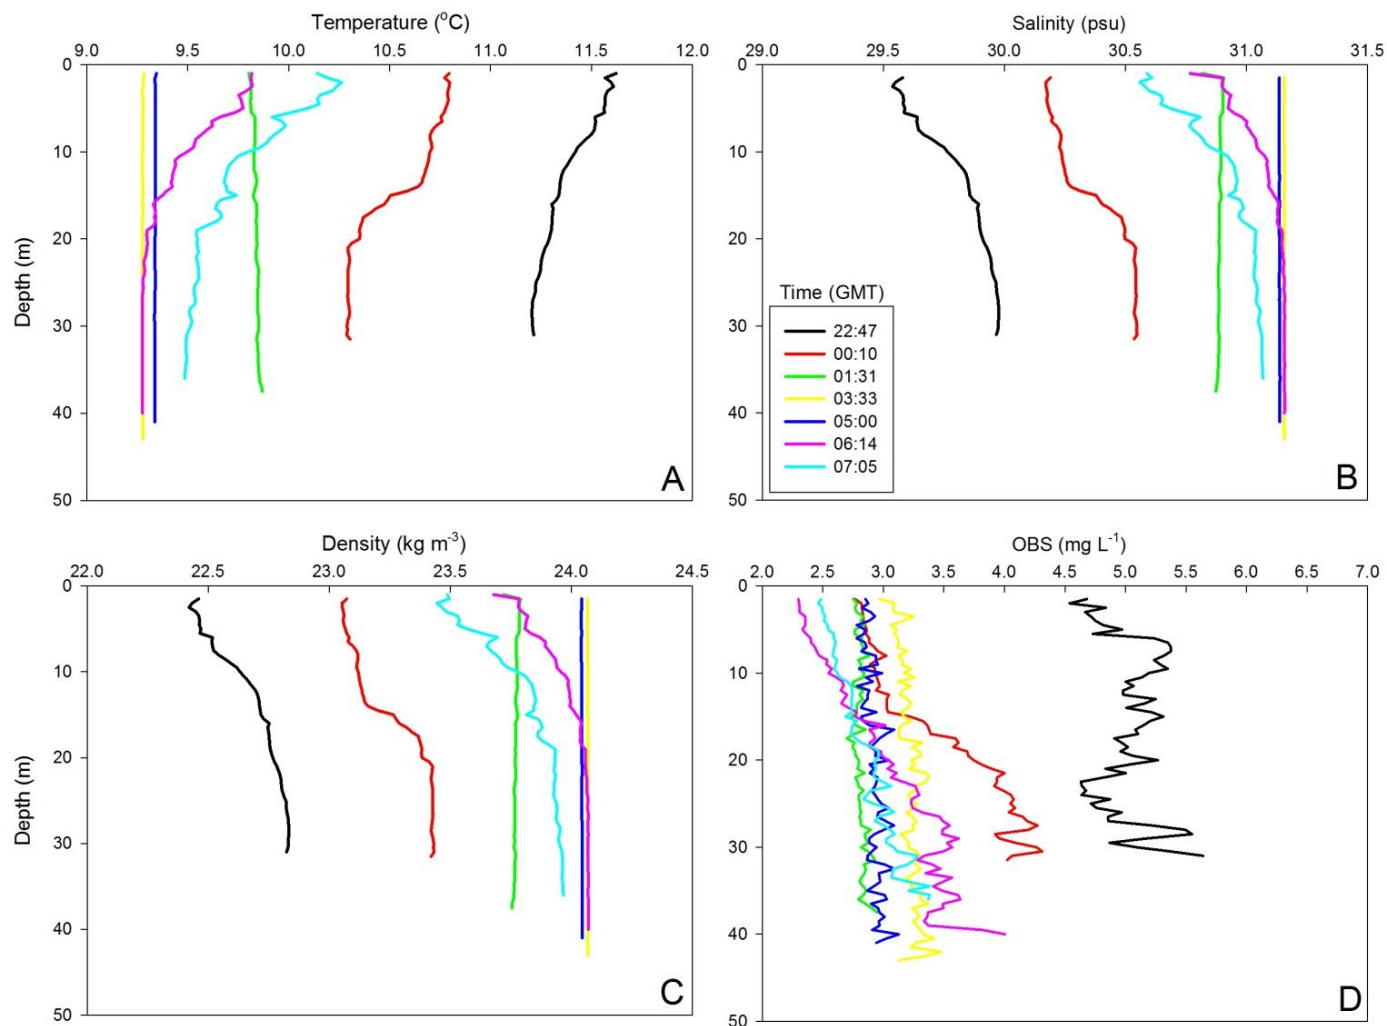 Temperature (°C)
9.0 9.5 10.0 10.5 11.0 11.5 12.0
0
10
20
30
40
50
Depth (m)
A
Salinity (psu)
29.0 29.5 30.0 30.5 31.0 31.5
0
10
20
30
40
50
Time (GMT)
22:47
00:10
01:31
03:33
05:00
06:14
07:05
B
Density (kg m-3)
22.0 22.5 23.0 23.5 24.0 24.5
0
10
20
30
40
50
Depth (m)
C
OBS (mg L-1)
2.0 2.5 3.0 3.5 4.0 4.5 5.0 5.5 6.0 6.5 7.0
0
10
20
30
40
50
D